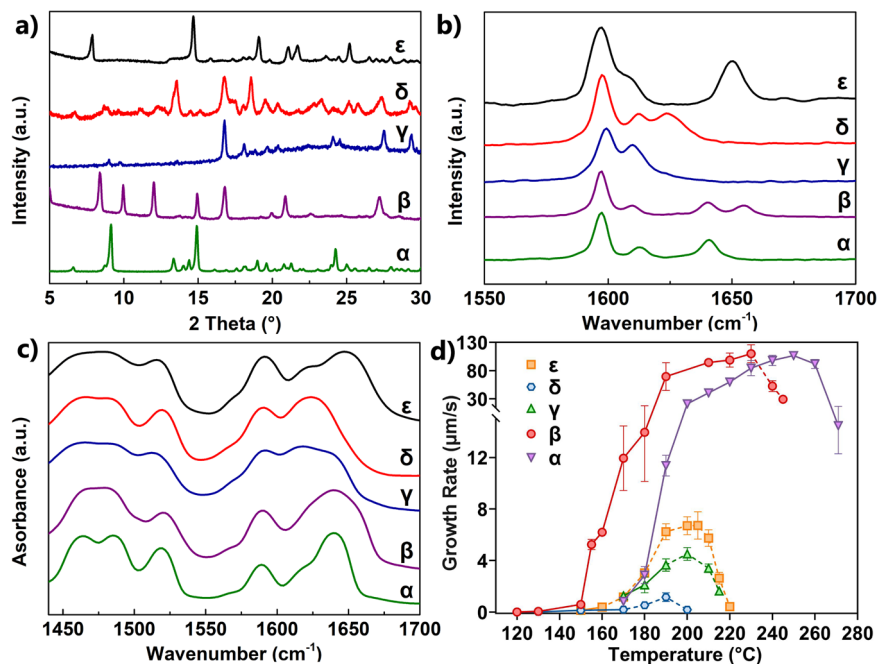 a)
ε
δ
γ
β
α
Intensity (a.u.)
5 10 15 20 25 30
2 Theta (°)
b)
ε
δ
γ
β
α
Intensity (a.u.)
1550 1600 1650 1700
Wavenumber (cm-1)
c)
ε
δ
γ
β
α
Asorbance (a.u.)
1450 1500 1550 1600 1650 1700
Wavenumber (cm-1)
d)
ε
δ
γ
β
α
Growth Rate (µm/s)
130
80
30
12
8
4
0
120 140 160 180 200 220 240 260 280
Temperature (°C)